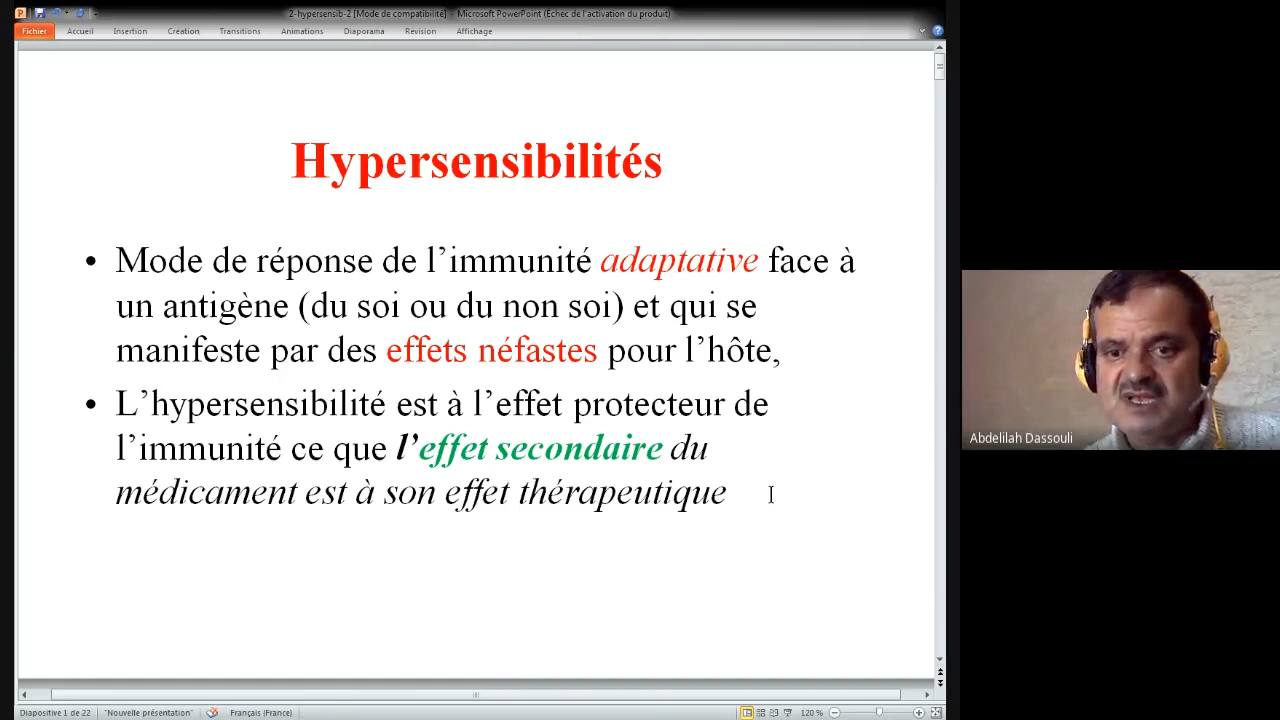 2-hypersensib-2 [Mode de compatibilité] - Microsoft PowerPoint (Échec de l'activation du produit)
Fichier Accueil Insertion Création Transitions Animations Diaporama Révision Affichage
Hypersensibilités
• Mode de réponse de l’immunité adaptative face à
un antigène (du soi ou du non soi) et qui se
manifeste par des effets néfastes pour l’hôte,
• L’hypersensibilité est à l’effet protecteur de
l’immunité ce que l’effet secondaire du
médicament est à son effet thérapeutique
Abdelilah Dassouli
Diapositive 1 de 22 "Nouvelle présentation" Français (France) 120 %